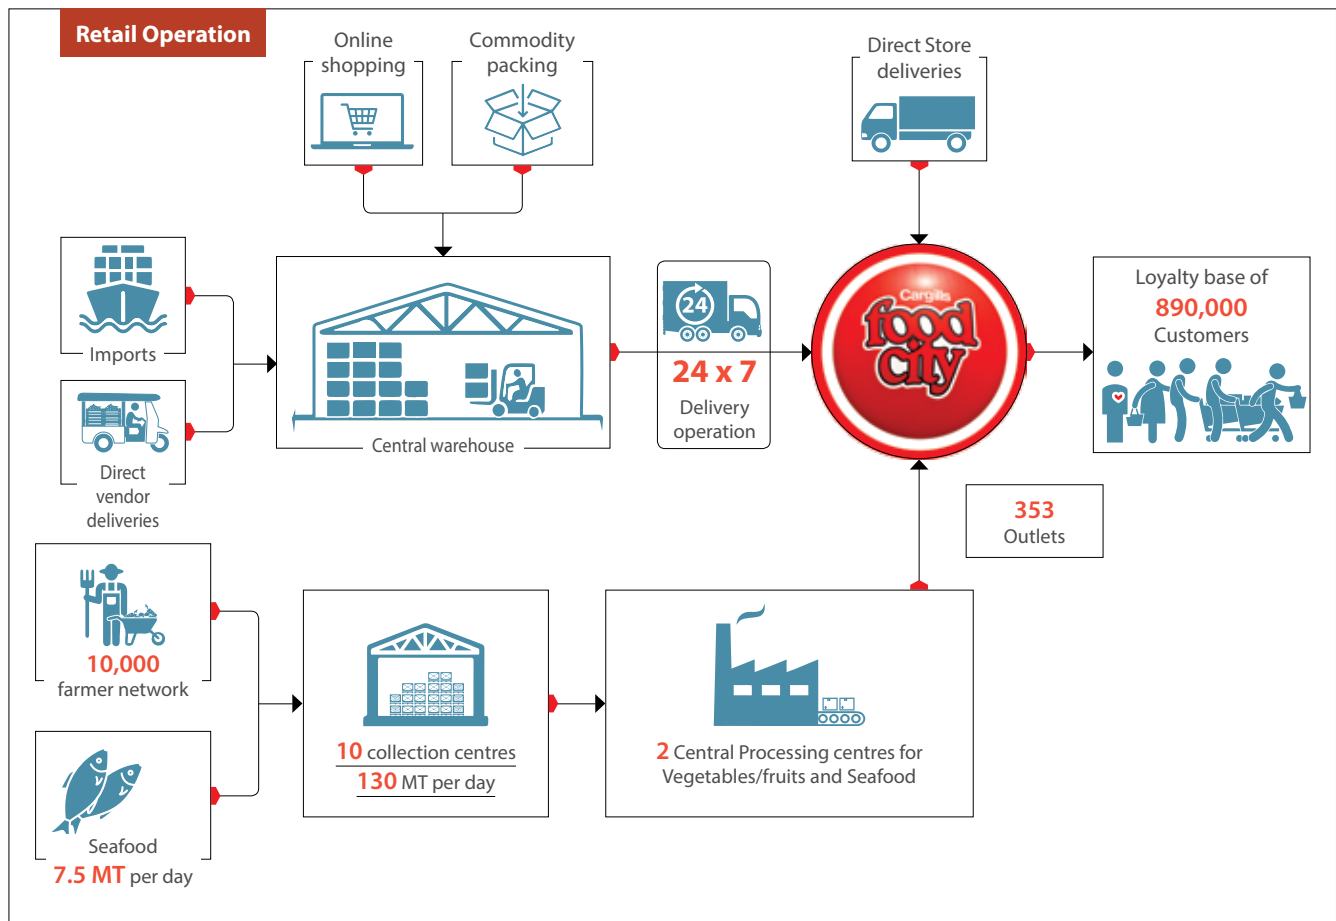 Retail Operation
Online
shopping
Commodity
packing
Direct Store
deliveries
Imports
Direct
vendor
deliveries
Central warehouse
24
24 x 7
Delivery
operation
Cargills
food
city
Loyalty base of
890,000
Customers
353
Outlets
10,000
farmer network
Seafood
7.5 MT per day
10 collection centres
130 MT per day
2 Central Processing centres for
Vegetables/fruits and Seafood